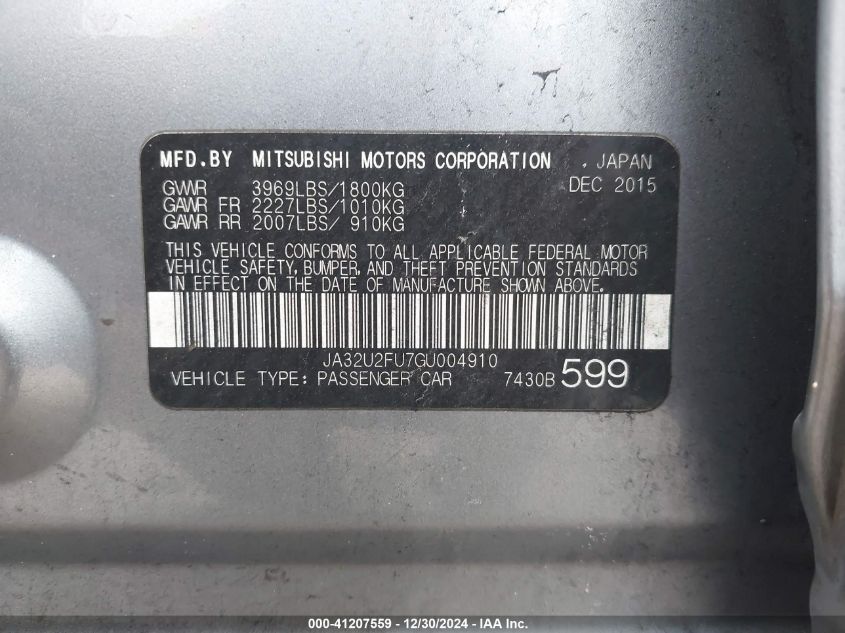 MFD.BY MITSUBISHI MOTORS CORPORATION . JAPAN
GVWR 3969LBS/1800KG DEC 2015
GAWR FR 2227LBS/1010KG
GAWR RR 2007LBS/ 910KG
THIS VEHICLE CONFORMS TO ALL APPLICABLE FEDERAL MOTOR
VEHICLE SAFETY, BUMPER, AND THEFT PREVENTION STANDARDS
IN EFFECT ON THE DATE OF MANUFACTURE SHOWN ABOVE.
JA32U2FU7GU004910
VEHICLE TYPE: PASSENGER CAR 7430B 599
000-41207559 - 12/30/2024 - IAA Inc.